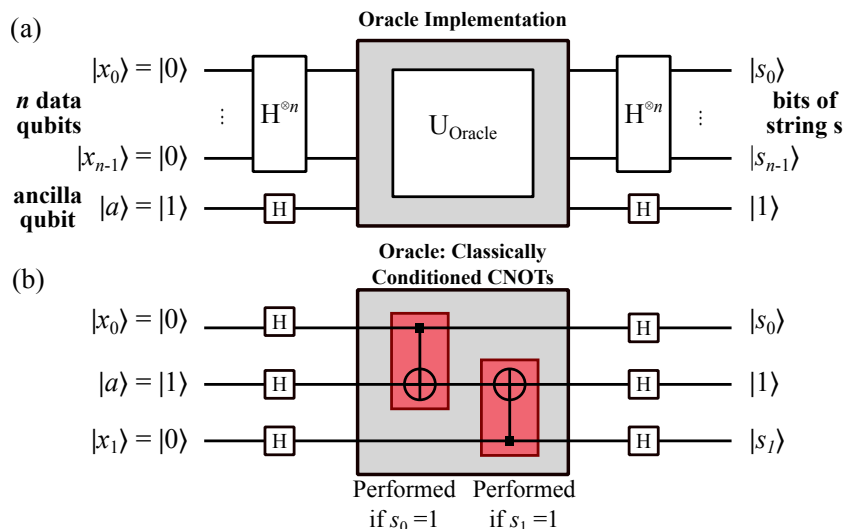 Oracle Implementation
(a)
|x₀⟩ = |0⟩
n data
qubits
⋮
H⊗n
U_Oracle
H⊗n
⋮
|s₀⟩
bits of
string s
|xₙ₋₁⟩ = |0⟩
|sₙ₋₁⟩
ancilla
qubit
|a⟩ = |1⟩
H
H
|1⟩
Oracle: Classically
Conditioned CNOTs
(b)
|x₀⟩ = |0⟩
H
H
|s₀⟩
|a⟩ = |1⟩
H
H
|1⟩
|x₁⟩ = |0⟩
H
H
|s₁⟩
Performed
if s₀ =1
Performed
if s₁ =1